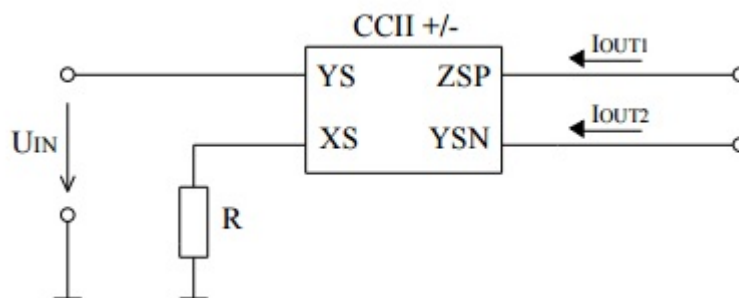 CCII +/-
YS ZSP IOUT1
UIN XS YSN IOUT2
R